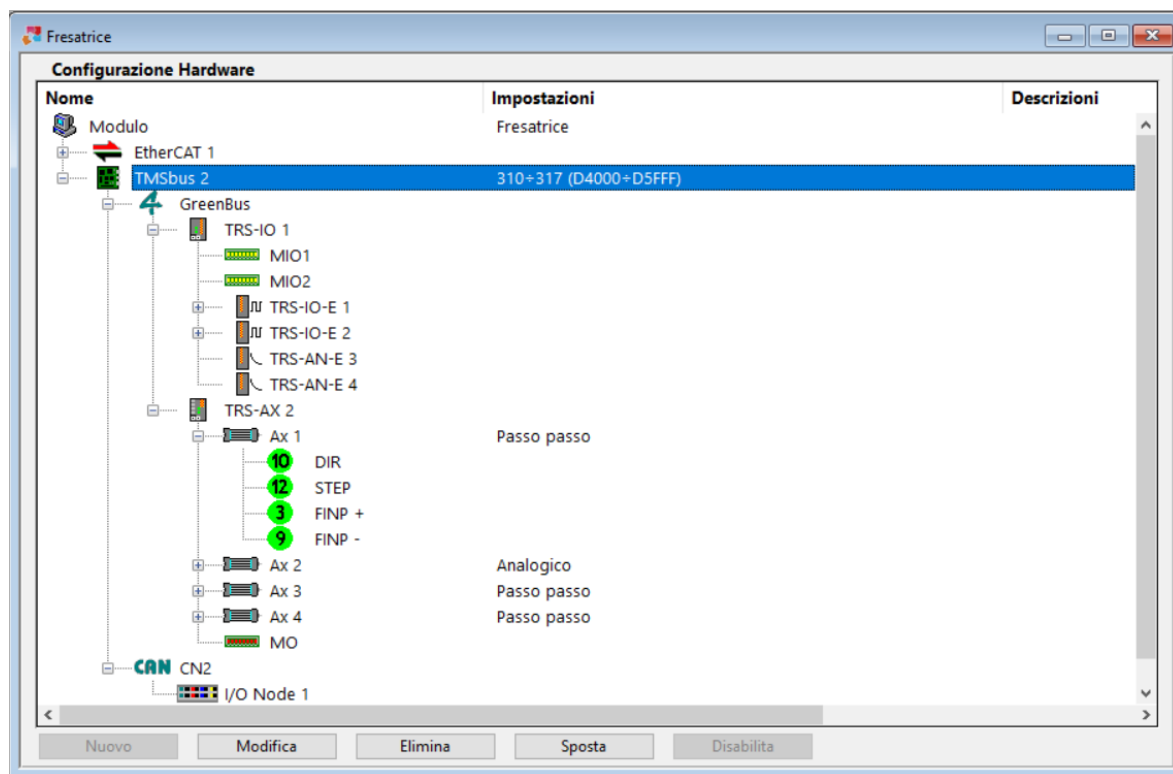 Fresatrice
Configurazione Hardware
Nome Impostazioni Descrizioni
Modulo Fresatrice
EtherCAT 1
TMSbus 2 310÷317 (D4000÷D5FFF)
4 GreenBus
TRS-IO 1
MIO1
MIO2
TRS-IO-E 1
TRS-IO-E 2
TRS-AN-E 3
TRS-AN-E 4
TRS-AX 2
Ax 1 Passo passo
10 DIR
12 STEP
3 FINP +
9 FINP -
Ax 2 Analogico
Ax 3 Passo passo
Ax 4 Passo passo
MO
CAN CN2
I/O Node 1
Nuovo Modifica Elimina Sposta Disabilita